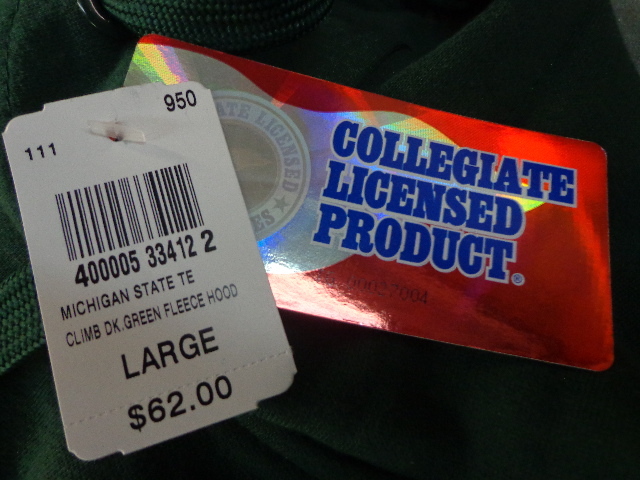 950
111
400005 33412 2
MICHIGAN STATE TE
CLIMB DK.GREEN FLEECE HOOD
LARGE
$62.00
LICENSED
COLLEGIATE
LICENSED
PRODUCT®